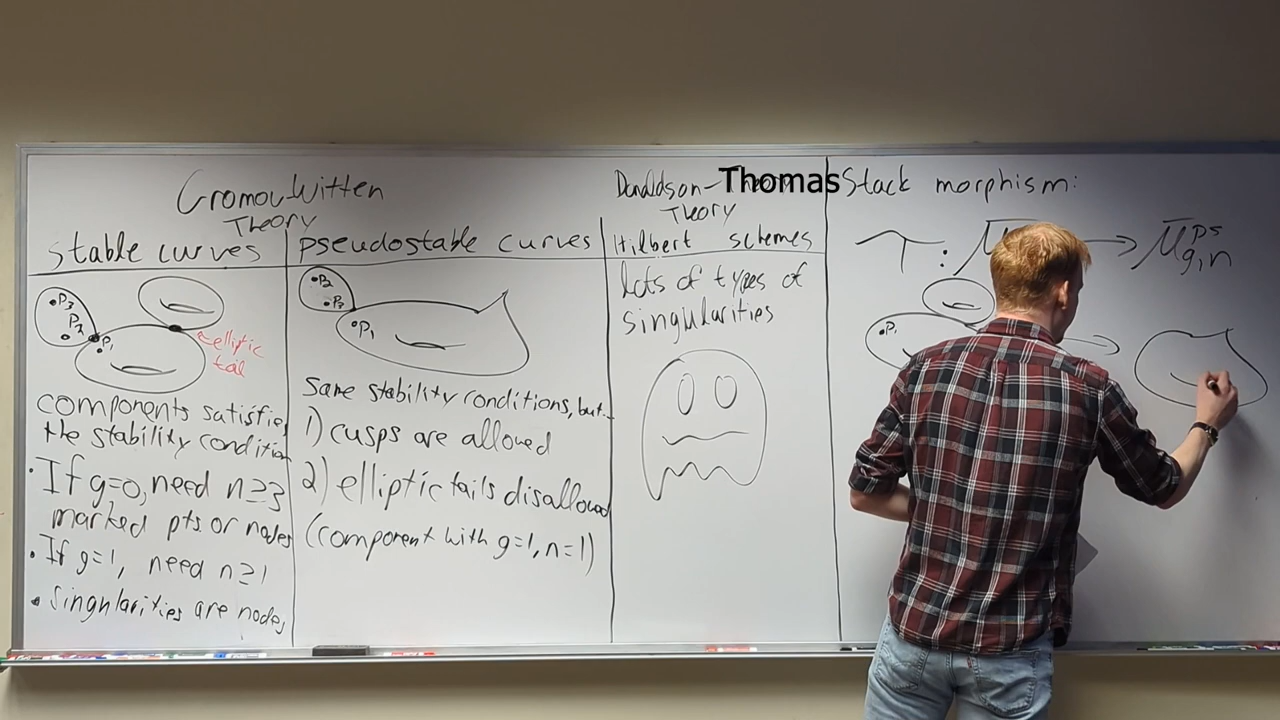 Gromov-Witten
Theory
stable curves
P3
P2
P1
elliptic
tail
components satisfies
the stability condition
• If g=0, need n≥3
marked pts or nodes
• If g=1, need n≥1
• singularities are nodes
pseudostable curves
P2
P3
P1
Same stability conditions, but:
1) cusps are allowed
2) elliptic tails disallowed
(component with g=1, n=1)
Donaldson-Thomas
Theory
Hilbert schemes
lots of types of
singularities
Stack morphism:
T: M → M̅ ps g,n
P1